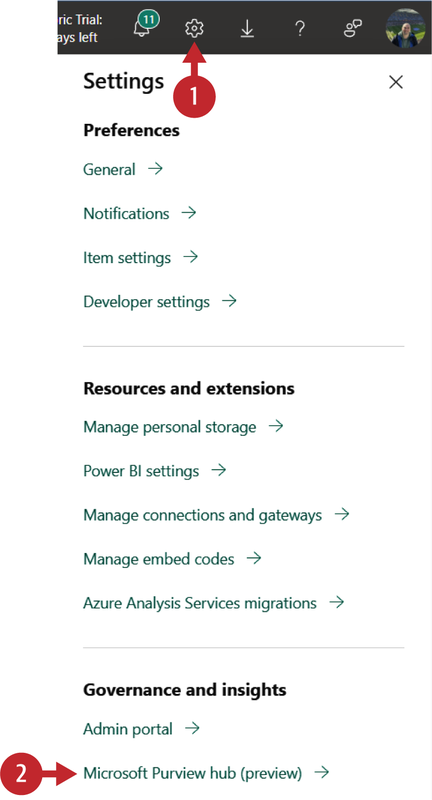 ric Trial:
ays left
11
?
Settings
1
Preferences
General
Notifications
Item settings
Developer settings
Resources and extensions
Manage personal storage
Power BI settings
Manage connections and gateways
Manage embed codes
Azure Analysis Services migrations
Governance and insights
Admin portal
2
Microsoft Purview hub (preview)